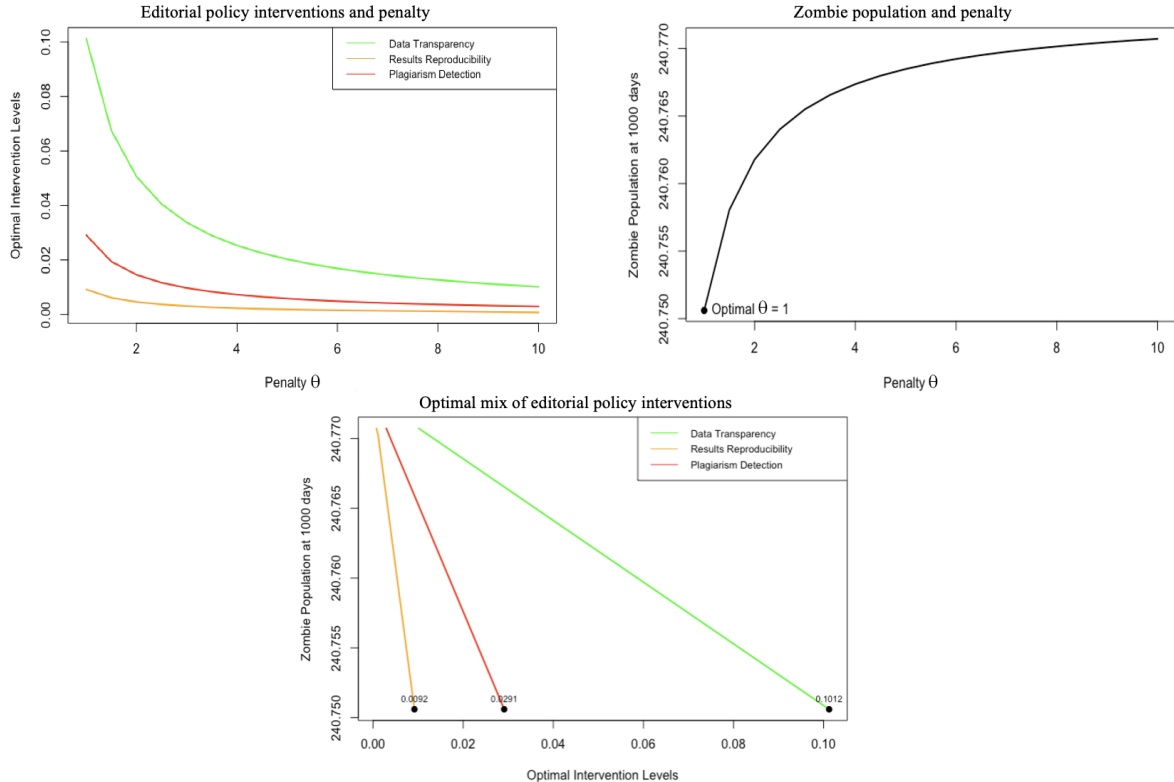 Editorial policy interventions and penalty
Optimal Intervention Levels
0.10
0.08
0.06
0.04
0.02
0.00
Data Transparency
Results Reproducibility
Plagiarism Detection
2
4
6
8
10
Penalty θ
Zombie population and penalty
Zombie Population at 1000 days
240.770
240.765
240.760
240.755
240.750
Optimal θ = 1
2
4
6
8
10
Penalty θ
Optimal mix of editorial policy interventions
Zombie Population at 1000 days
240.770
240.765
240.760
240.755
240.750
Data Transparency
Results Reproducibility
Plagiarism Detection
0.0092
0.0291
0.1012
0.00
0.02
0.04
0.06
0.08
0.10
Optimal Intervention Levels